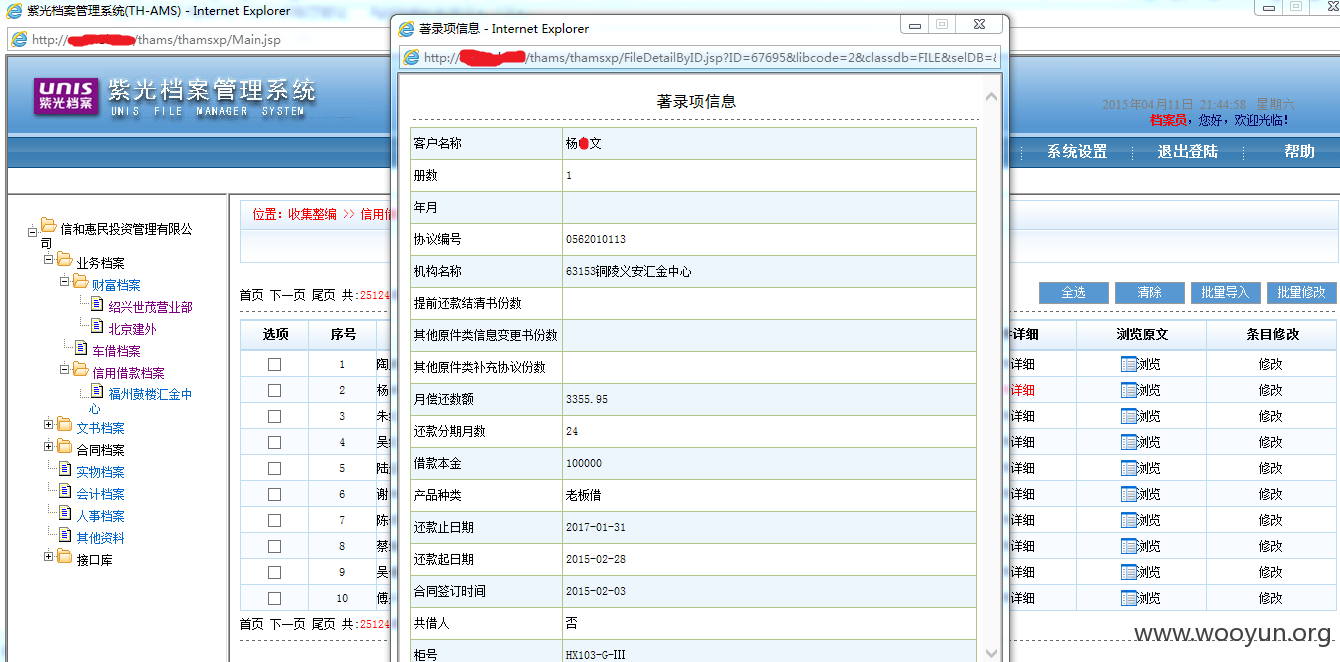 紫光档案管理系统(TH-AMS) - Internet Explorer
http://
/thams/thamsxp/Main.jsp
UNIS
紫光档案
紫光档案管理系统
UNIS FILE MANAGER SYSTEM
2015年04月11日 21:44:58 星期六
档案员，您好，欢迎光临!
系统设置
退出登陆
帮助
信和惠民投资管理有限公
司
业务档案
财富档案
绍兴世茂营业部
北京建外
车借档案
信用借款档案
福州鼓楼汇金中
心
文书档案
合同档案
实物档案
会计档案
人事档案
其他资料
接口库
位置：收集整编 >> 信用借
首页 下一页 尾页 共:25124
全选
清除
批量导入
批量修改
选项 序号 详细 浏览原文 条目修改
1 陶 详细 浏览 修改
2 杨 详细 浏览 修改
3 朱 详细 浏览 修改
4 吴 详细 浏览 修改
5 陆 详细 浏览 修改
6 谢 详细 浏览 修改
7 陈 详细 浏览 修改
8 蔡 详细 浏览 修改
9 吴 详细 浏览 修改
10 傅 详细 浏览 修改
首页 下一页 尾页 共:25124
著录项信息 - Internet Explorer
http://
/thams/thamsxp/FileDetailByID.jsp?ID=67695&libcode=2&classdb=FILE&selDB=
著录项信息
客户名称 杨 文
册数 1
年月
协议编号 0562010113
机构名称 63153铜陵义安汇金中心
提前还款结清书份数
其他原件类信息变更书份数
其他原件类补充协议份数
月偿还数额 3355.95
还款分期月数 24
借款本金 100000
产品种类 老板借
还款止日期 2017-01-31
还款起日期 2015-02-28
合同签订时间 2015-02-03
共借人 否
柜号 HX103-G-III
www.wooyun.org